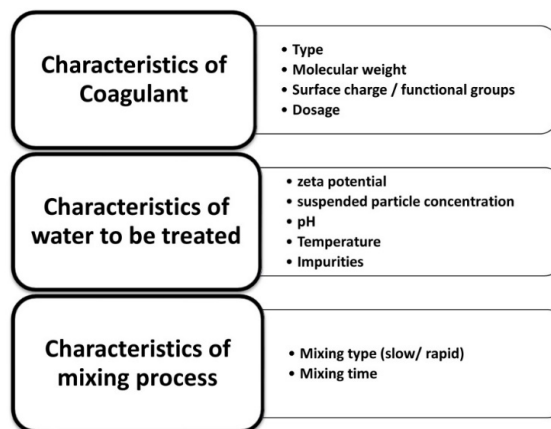 Characteristics of
Coagulant
• Type
• Molecular weight
• Surface charge / functional groups
• Dosage
Characteristics of
water to be treated
• zeta potential
• suspended particle concentration
• pH
• Temperature
• Impurities
Characteristics of
mixing process
• Mixing type (slow/ rapid)
• Mixing time